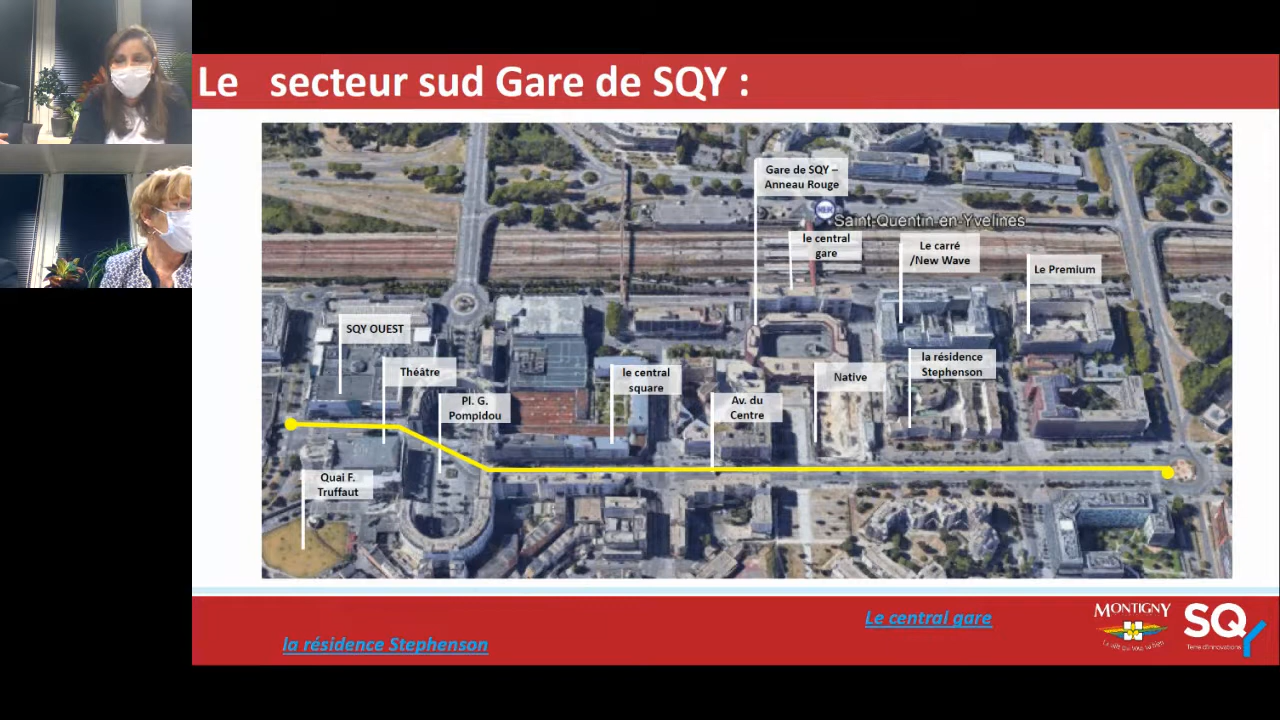 Le   secteur sud Gare de SQY :
Gare de SQY –
Anneau Rouge
Saint-Quentin-en-Yvelines
le central
gare
Le carré
/New Wave
Le Premium
SQY OUEST
Théâtre
Pl. G.
Pompidou
le central
square
Av. du
Centre
Native
la résidence
Stephenson
Quai F.
Truffaut
Le central gare
la résidence Stephenson
MONTIGNY
SQY
Terre d'innovations